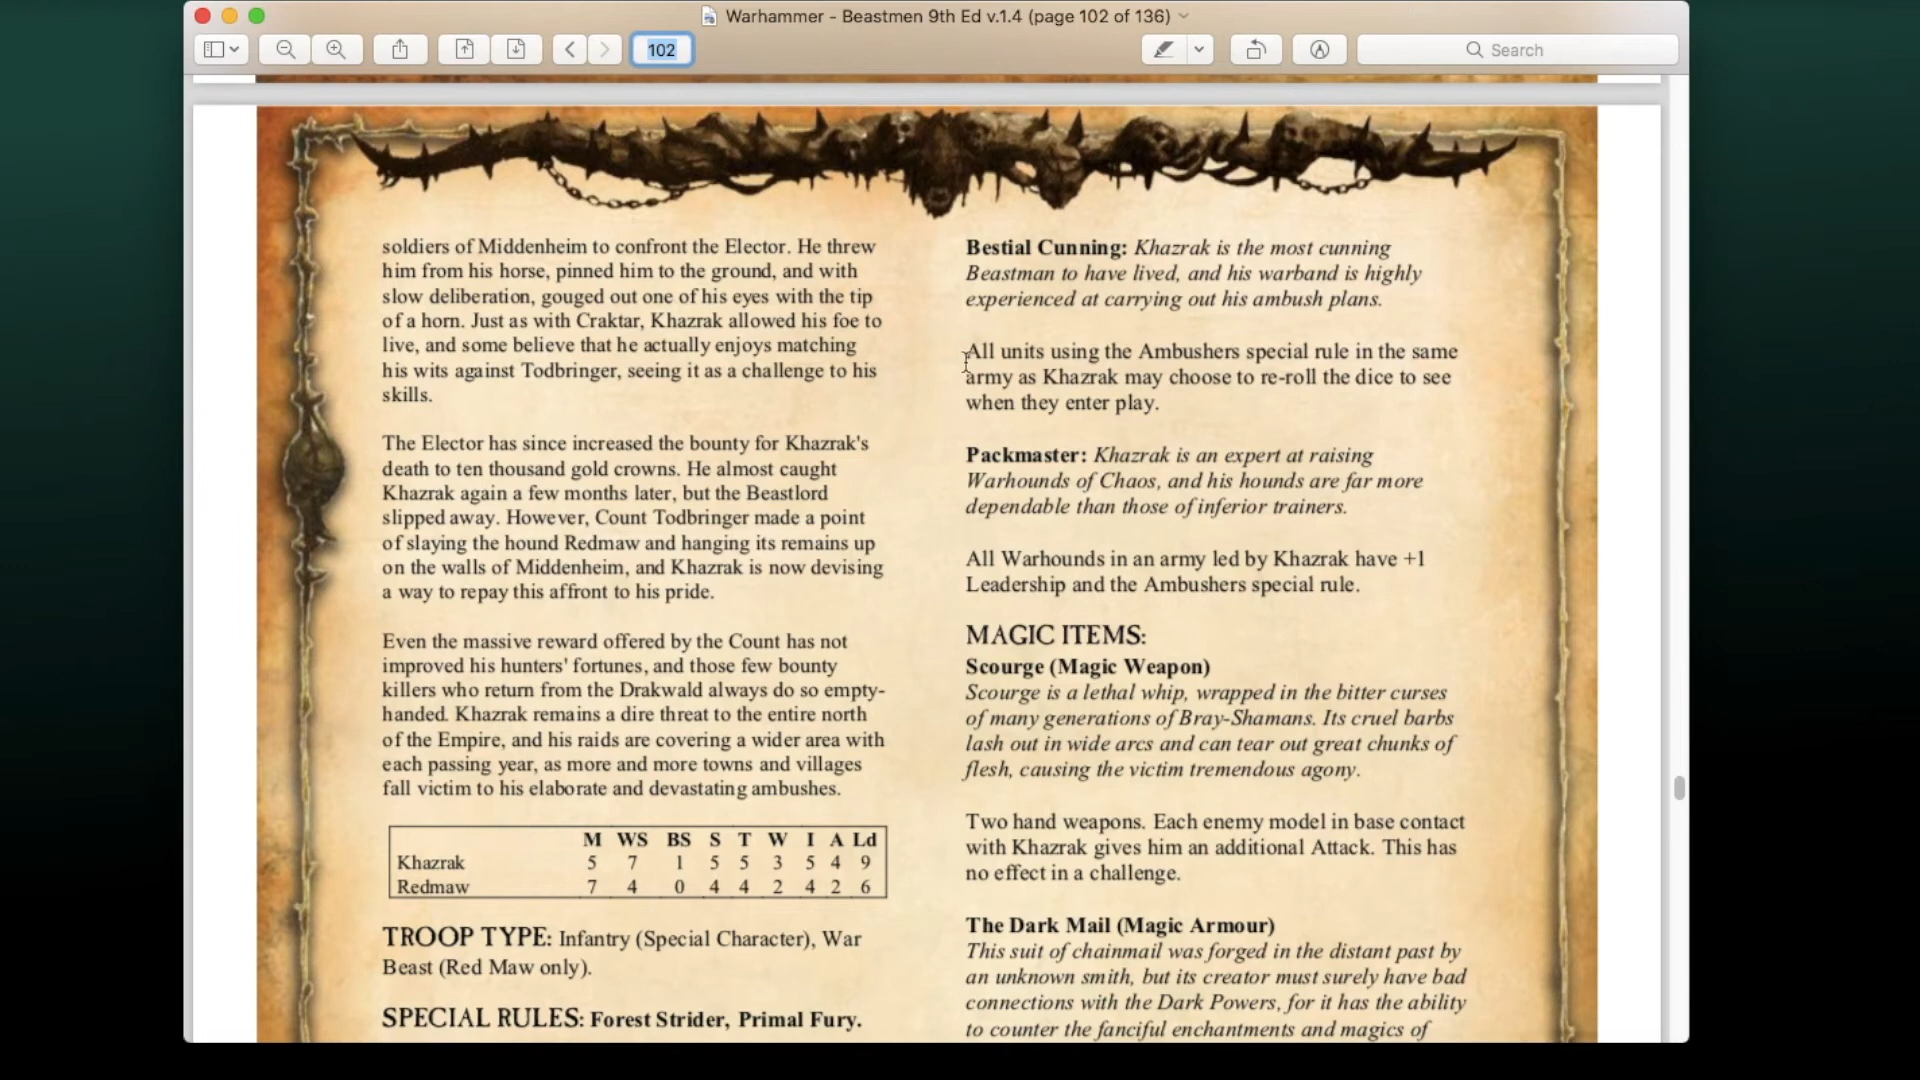 Warhammer - Beastmen 9th Ed v.1.4 (page 102 of 136)
102
Search
soldiers of Middenheim to confront the Elector. He threw
him from his horse, pinned him to the ground, and with
slow deliberation, gouged out one of his eyes with the tip
of a horn. Just as with Craktar, Khazrak allowed his foe to
live, and some believe that he actually enjoys matching
his wits against Todbringer, seeing it as a challenge to his
skills.
The Elector has since increased the bounty for Khazrak's
death to ten thousand gold crowns. He almost caught
Khazrak again a few months later, but the Beastlord
slipped away. However, Count Todbringer made a point
of slaying the hound Redmaw and hanging its remains up
on the walls of Middenheim, and Khazrak is now devising
a way to repay this affront to his pride.
Even the massive reward offered by the Count has not
improved his hunters' fortunes, and those few bounty
killers who return from the Drakwald always do so empty-
handed. Khazrak remains a dire threat to the entire north
of the Empire, and his raids are covering a wider area with
each passing year, as more and more towns and villages
fall victim to his elaborate and devastating ambushes.
M WS BS S T W I A Ld
Khazrak 5 7 1 5 5 3 5 4 9
Redmaw 7 4 0 4 4 2 4 2 6
TROOP TYPE: Infantry (Special Character), War
Beast (Red Maw only).
SPECIAL RULES: Forest Strider, Primal Fury.
Bestial Cunning: Khazrak is the most cunning
Beastman to have lived, and his warband is highly
experienced at carrying out his ambush plans.
All units using the Ambushers special rule in the same
army as Khazrak may choose to re-roll the dice to see
when they enter play.
Packmaster: Khazrak is an expert at raising
Warhounds of Chaos, and his hounds are far more
dependable than those of inferior trainers.
All Warhounds in an army led by Khazrak have +1
Leadership and the Ambushers special rule.
MAGIC ITEMS:
Scourge (Magic Weapon)
Scourge is a lethal whip, wrapped in the bitter curses
of many generations of Bray-Shamans. Its cruel barbs
lash out in wide arcs and can tear out great chunks of
flesh, causing the victim tremendous agony.
Two hand weapons. Each enemy model in base contact
with Khazrak gives him an additional Attack. This has
no effect in a challenge.
The Dark Mail (Magic Armour)
This suit of chainmail was forged in the distant past by
an unknown smith, but its creator must surely have bad
connections with the Dark Powers, for it has the ability
to counter the fanciful enchantments and magics of